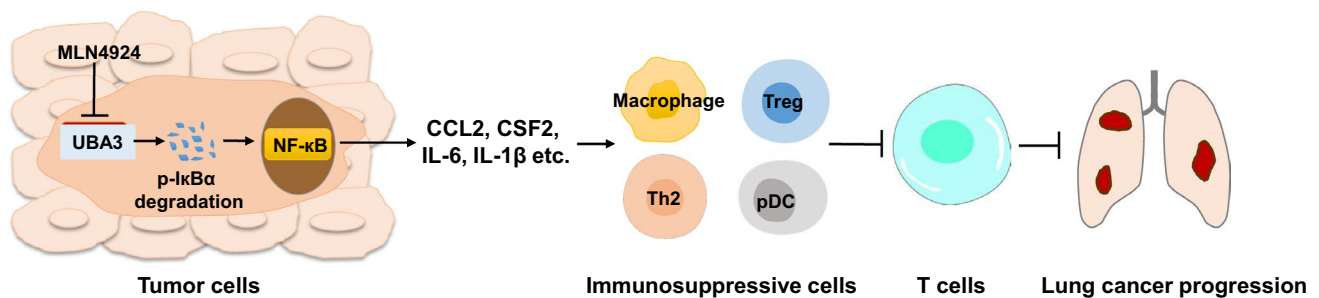 MLN4924
UBA3
p-IκBα
degradation
NF-κB
CCL2, CSF2,
IL-6, IL-1β etc.
Macrophage
Treg
Th2
pDC
Tumor cells
Immunosuppressive cells
T cells
Lung cancer progression